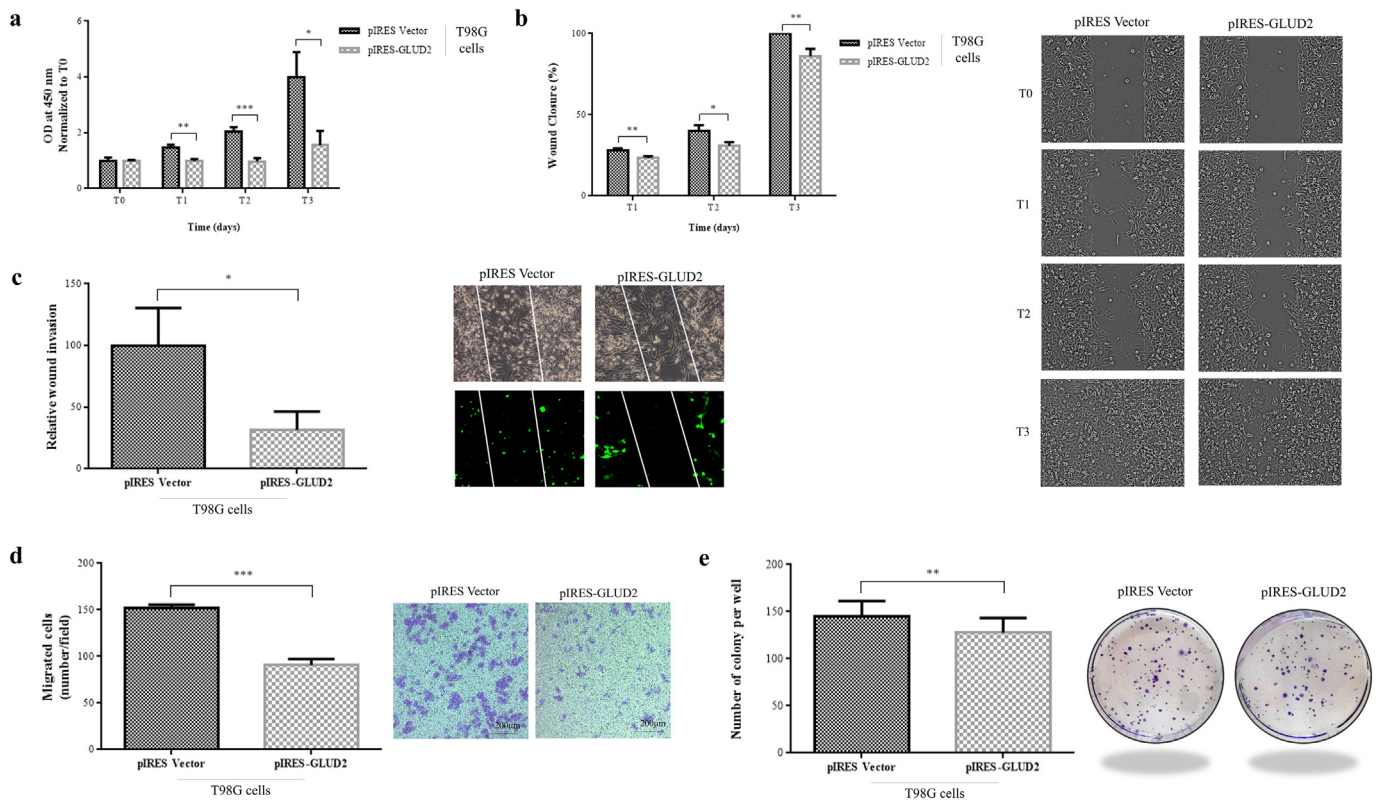 a
OD at 450 nm
Normalized to T0
6
4
2
0
**
***
*
T0 T1 T2 T3
Time (days)
pIRES Vector
pIRES-GLUD2
T98G
cells
b
Wound Closure (%)
100
50
0
**
*
**
T1 T2 T3
Time (days)
pIRES Vector
pIRES-GLUD2
T98G
cells
pIRES Vector pIRES-GLUD2
T0
T1
T2
T3
c
Relative wound invasion
150
100
50
0
*
pIRES Vector pIRES-GLUD2
T98G cells
pIRES Vector pIRES-GLUD2
d
Migrated cells
(number/field)
200
150
100
50
0
***
pIRES Vector pIRES-GLUD2
T98G cells
pIRES Vector pIRES-GLUD2
200μm 200μm
e
Number of colony per well
200
150
100
50
0
**
pIRES Vector pIRES-GLUD2
T98G cells
pIRES Vector pIRES-GLUD2